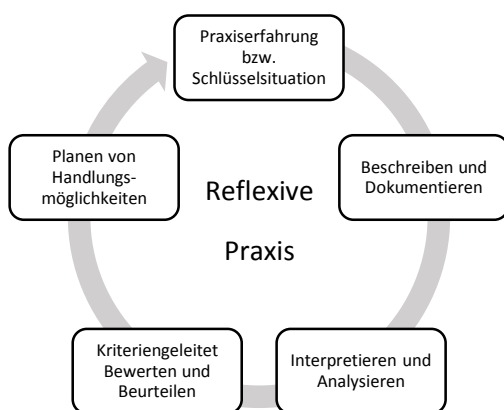 Praxiserfahrung
bzw.
Schlüsselsituation
Beschreiben und
Dokumentieren
Interpretieren und
Analysieren
Kriteriengeleitet
Bewerten und
Beurteilen
Planen von
Handlungs-
möglichkeiten
Reflexive
Praxis